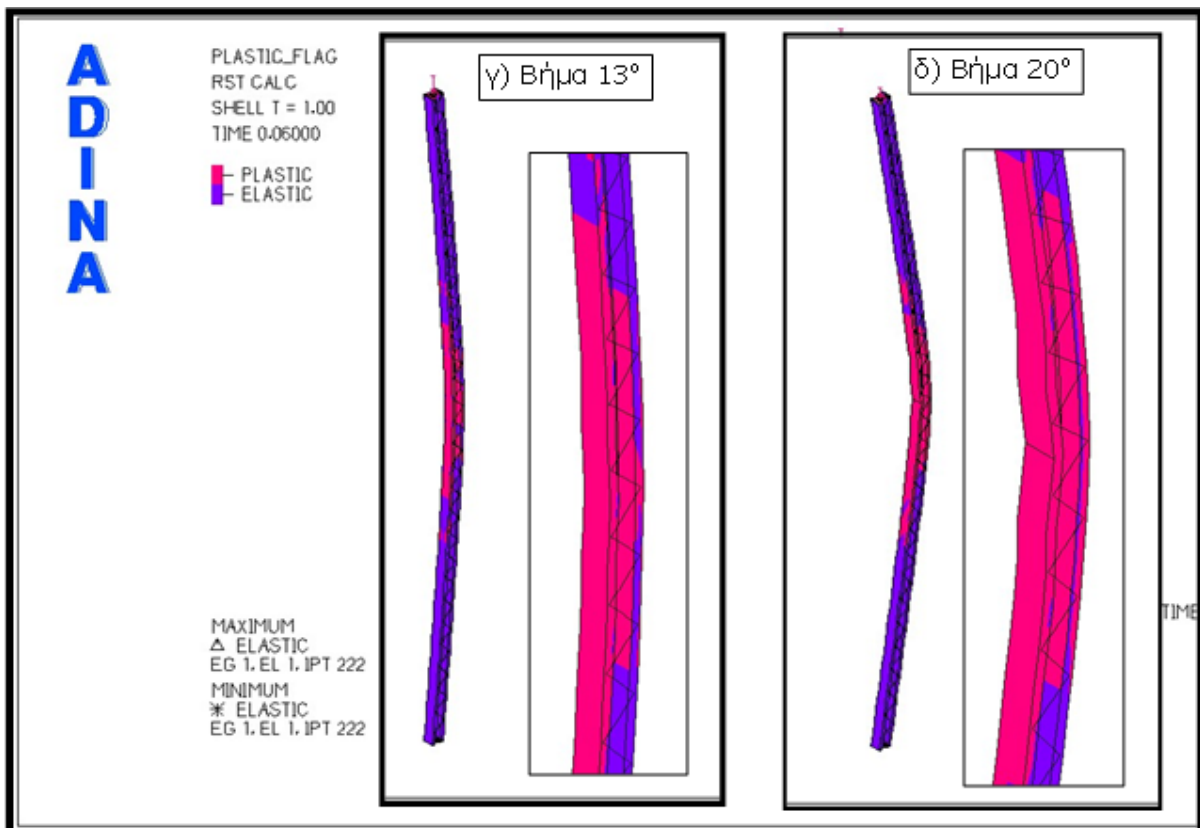 ADINA
PLASTIC_FLAG
RST CALC
SHELL T = 1.00
TIME 0.06000
PLASTIC
ELASTIC
MAXIMUM
Δ ELASTIC
EG 1, EL 1, IPT 222
MINIMUM
* ELASTIC
EG 1, EL 1, IPT 222
γ) Βήμα 13°
δ) Βήμα 20°
TIME